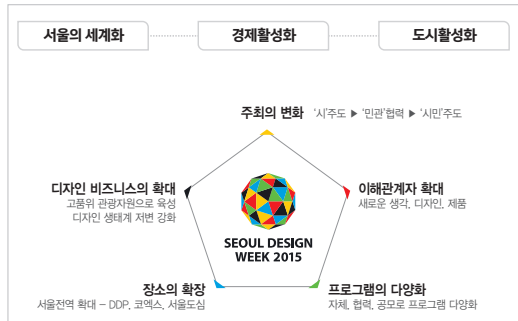 서울의 세계화
경제활성화
도시활성화
주최의 변화 '시'주도 ▶ '민관'협력 ▶ '시민'주도
디자인 비즈니스의 확대
고품위 관광자원으로 육성
디자인 생태계 저변 강화
이해관계자 확대
새로운 생각, 디자인, 제품
SEOUL DESIGN
WEEK 2015
장소의 확장
서울전역 확대 – DDP, 코엑스, 서울도심
프로그램의 다양화
자체, 협력, 공모로 프로그램 다양화